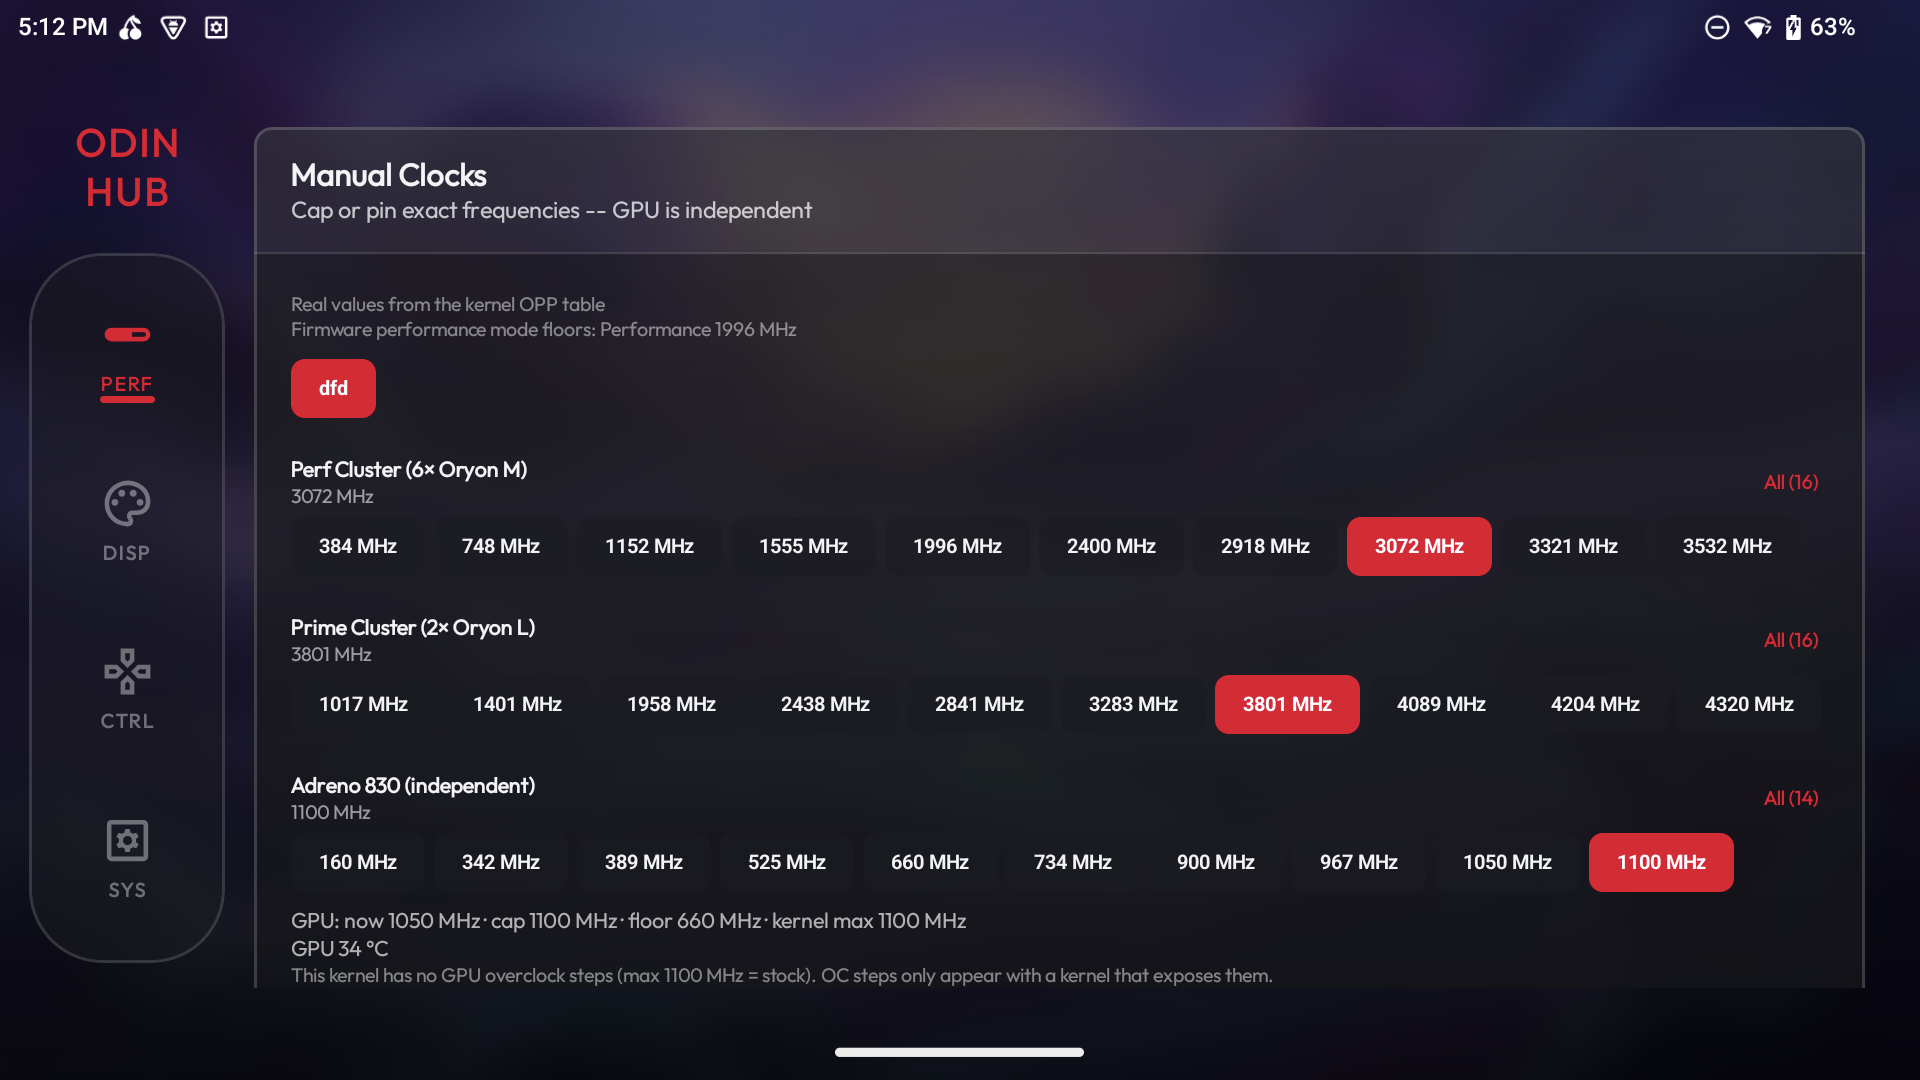 5:12 PM
63%
ODIN
HUB
Manual Clocks
Cap or pin exact frequencies -- GPU is independent
PERF
DISP
CTRL
SYS
Real values from the kernel OPP table
Firmware performance mode floors: Performance 1996 MHz
dfd
Perf Cluster (6× Oryon M)
3072 MHz
All (16)
384 MHz 748 MHz 1152 MHz 1555 MHz 1996 MHz 2400 MHz 2918 MHz 3072 MHz 3321 MHz 3532 MHz
Prime Cluster (2× Oryon L)
3801 MHz
All (16)
1017 MHz 1401 MHz 1958 MHz 2438 MHz 2841 MHz 3283 MHz 3801 MHz 4089 MHz 4204 MHz 4320 MHz
Adreno 830 (independent)
1100 MHz
All (14)
160 MHz 342 MHz 389 MHz 525 MHz 660 MHz 734 MHz 900 MHz 967 MHz 1050 MHz 1100 MHz
GPU: now 1050 MHz · cap 1100 MHz · floor 660 MHz · kernel max 1100 MHz
GPU 34 °C
This kernel has no GPU overclock steps (max 1100 MHz = stock). OC steps only appear with a kernel that exposes them.